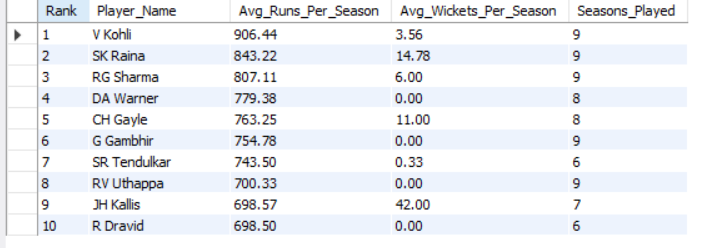 Rank Player_Name Avg_Runs_Per_Season Avg_Wickets_Per_Season Seasons_Played
1 V Kohli 906.44 3.56 9
2 SK Raina 843.22 14.78 9
3 RG Sharma 807.11 6.00 9
4 DA Warner 779.38 0.00 8
5 CH Gayle 763.25 11.00 8
6 G Gambhir 754.78 0.00 9
7 SR Tendulkar 743.50 0.33 6
8 RV Uthappa 700.33 0.00 9
9 JH Kallis 698.57 42.00 7
10 R Dravid 698.50 0.00 6